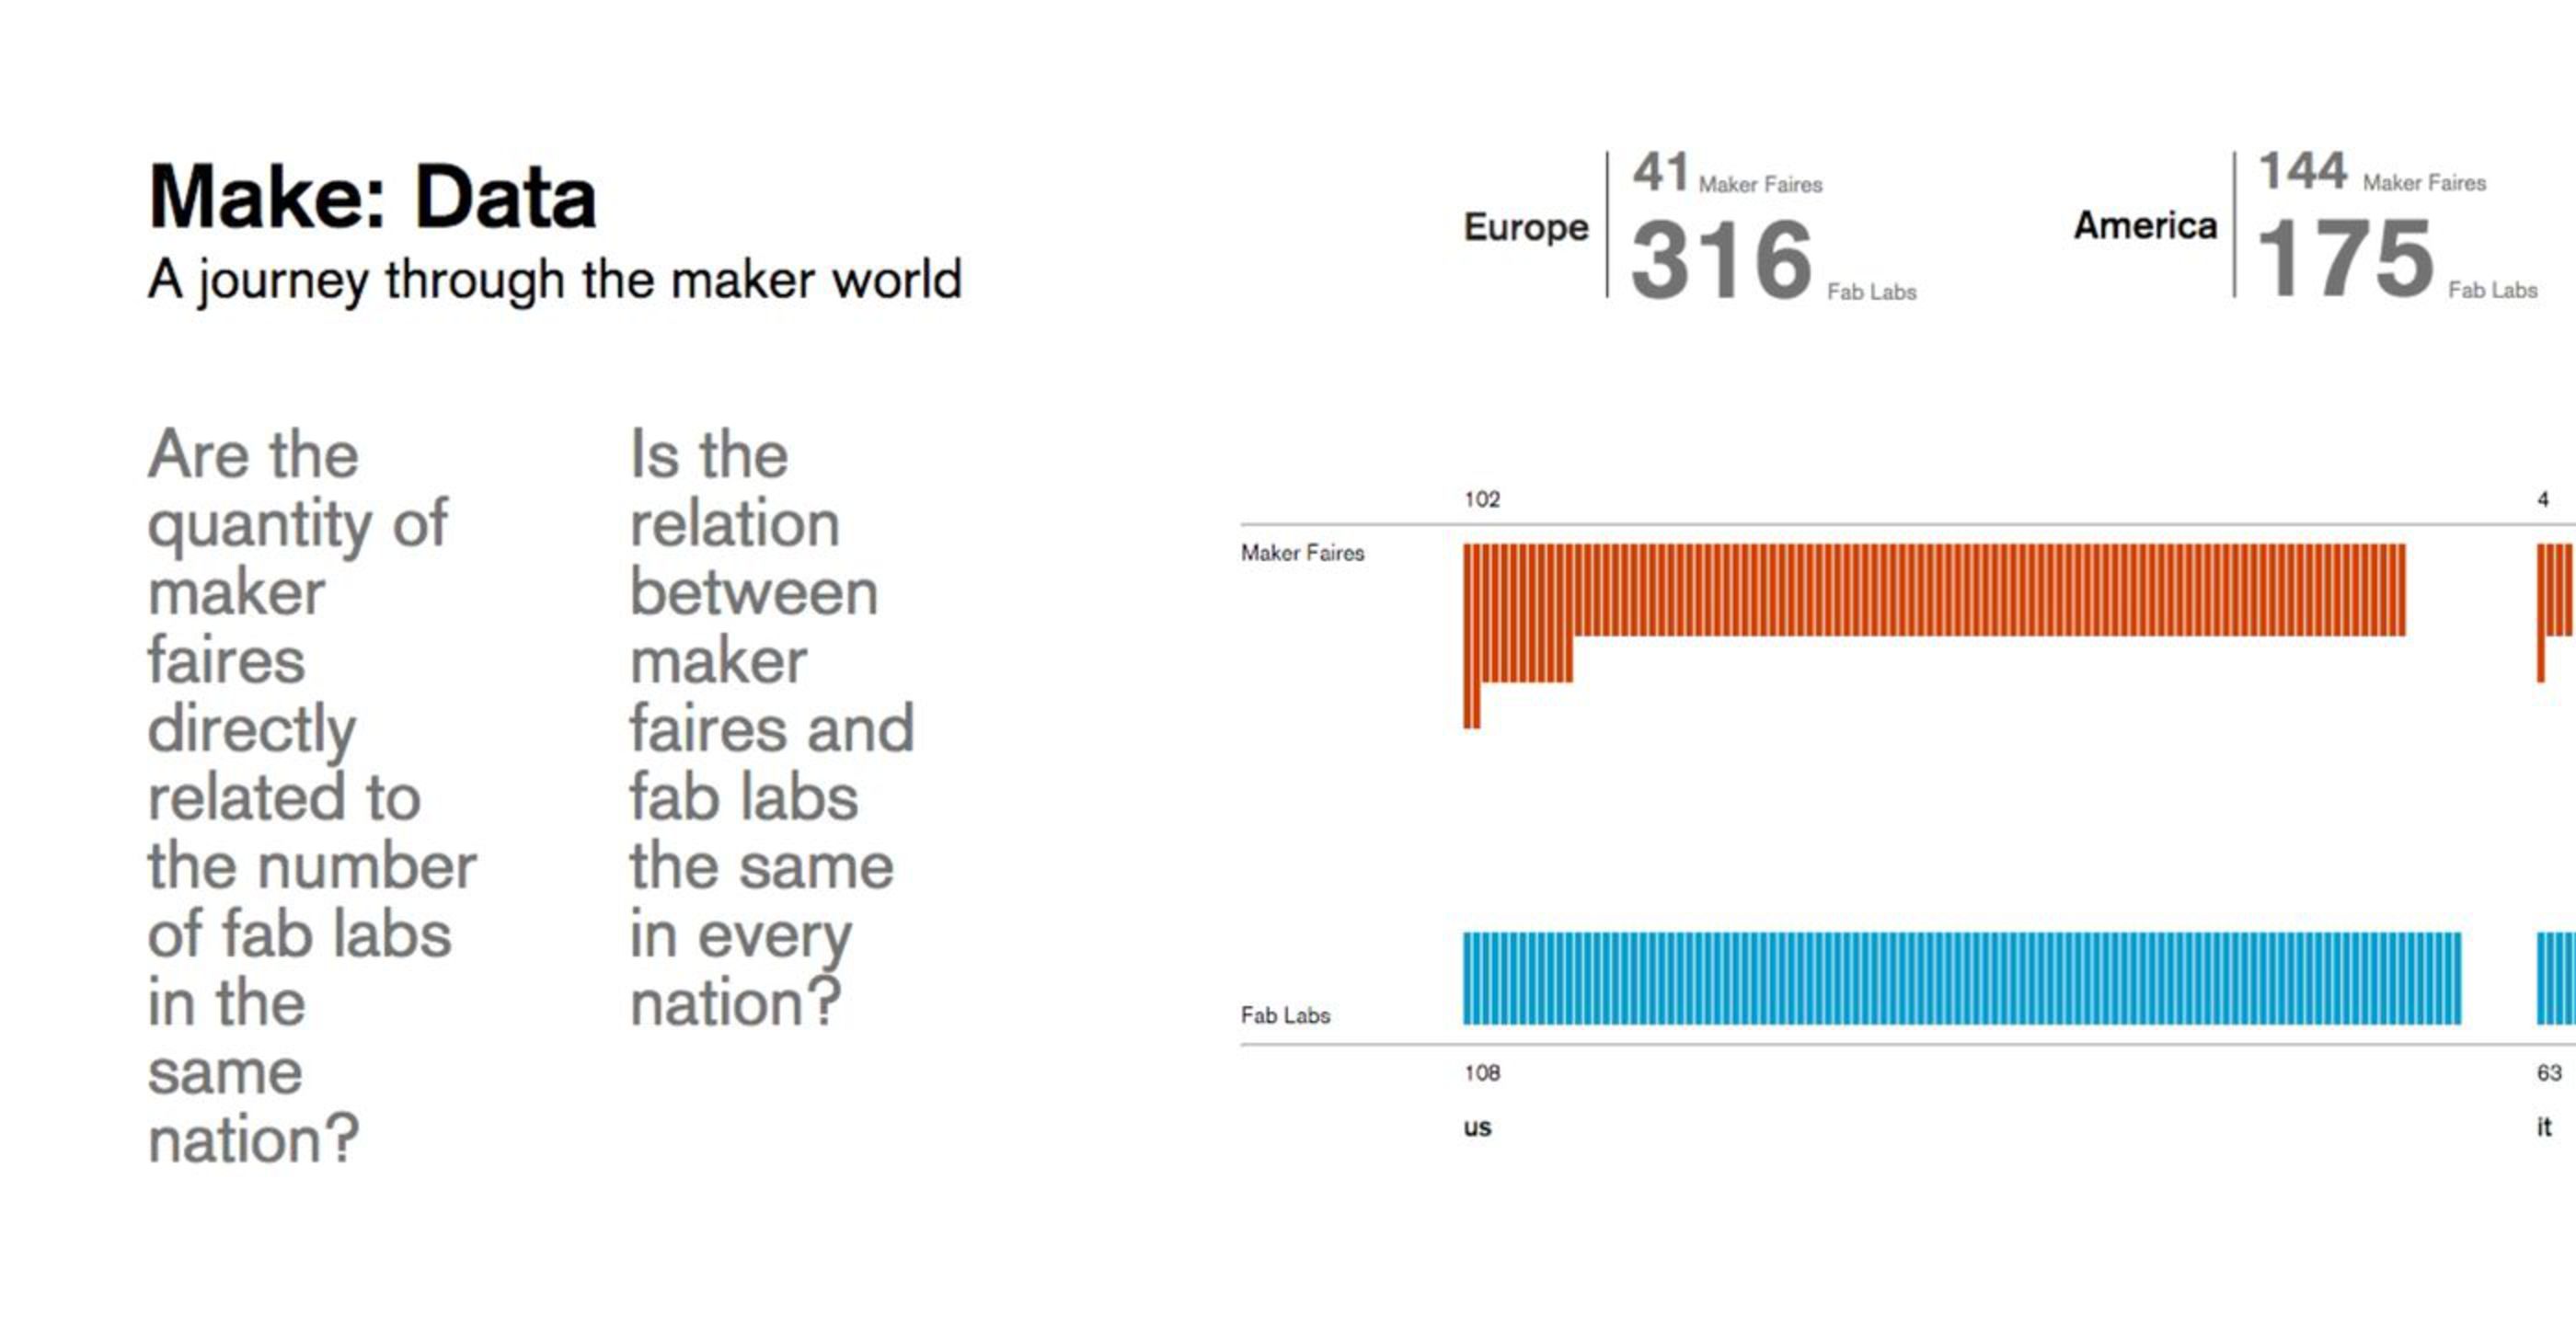 Make: Data
A journey through the maker world
Are the
quantity of
maker
faires
directly
related to
the number
of fab labs
in the
same
nation?
Is the
relation
between
maker
faires and
fab labs
the same
in every
nation?
Europe
41 Maker Faires
316 Fab Labs
America
144 Maker Faires
175 Fab Labs
102
4
Maker Faires
Fab Labs
108
63
us
it